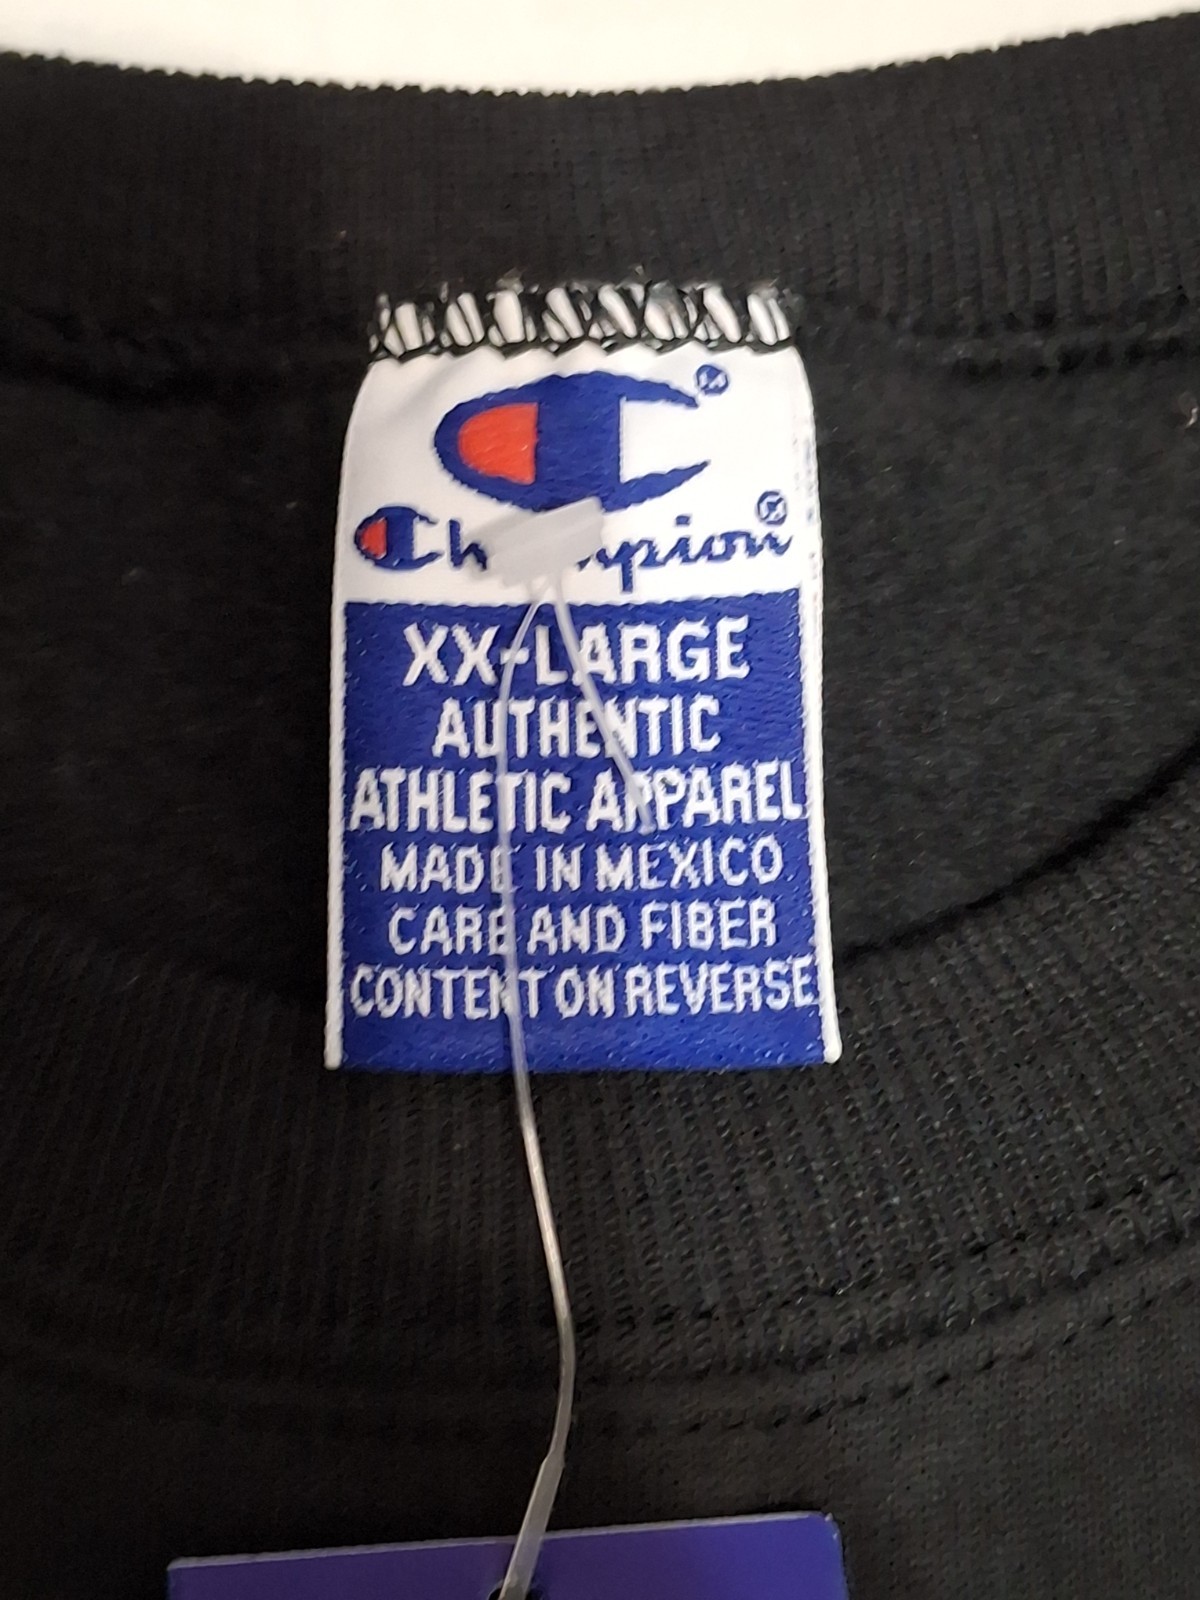 Champion®
XX-LARGE
AUTHENTIC
ATHLETIC APPAREL
MADE IN MEXICO
CARE AND FIBER
CONTENT ON REVERSE